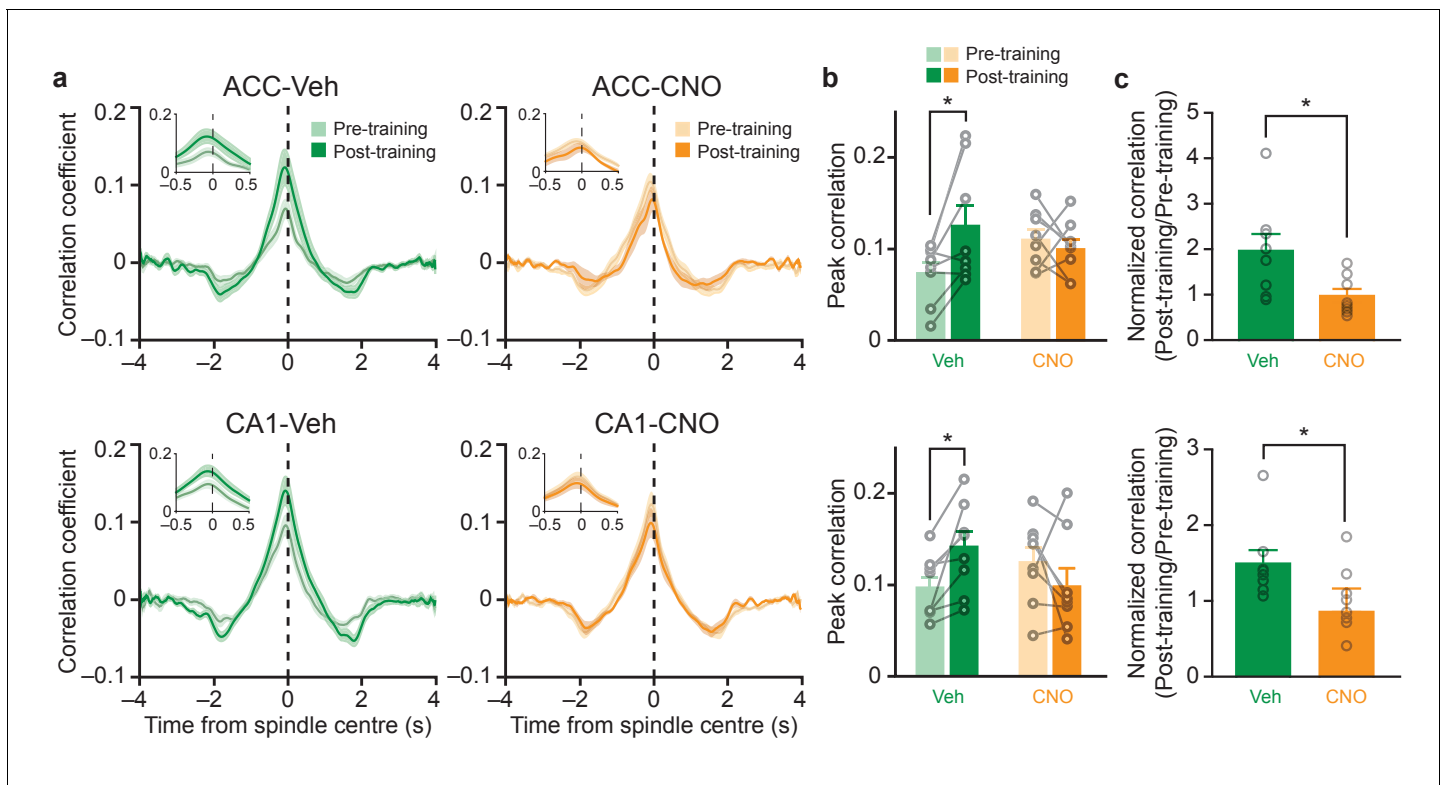 a
ACC-Veh
Correlation coefficient
0.2
0.1
0
–0.1
–4
–2
0
2
4
0.2
0
–0.5
0
0.5
Pre-training
Post-training
ACC-CNO
0.2
0.1
0
–0.1
–4
–2
0
2
4
0.2
0
–0.5
0
0.5
Pre-training
Post-training
CA1-Veh
Correlation coefficient
0.2
0.1
0
–0.1
–4
–2
0
2
4
Time from spindle centre (s)
0.2
0
–0.5
0
0.5
CA1-CNO
0.2
0.1
0
–0.1
–4
–2
0
2
4
Time from spindle centre (s)
0.2
0
–0.5
0
0.5
b
Pre-training
Post-training
Peak correlation
0.2
0.1
0
*
Veh
CNO
Peak correlation
0.2
0.1
0
*
Veh
CNO
c
Normalized correlation
(Post-training/Pre-training)
5
4
3
2
1
0
*
Veh
CNO
Normalized correlation
(Post-training/Pre-training)
3
2
1
0
*
Veh
CNO